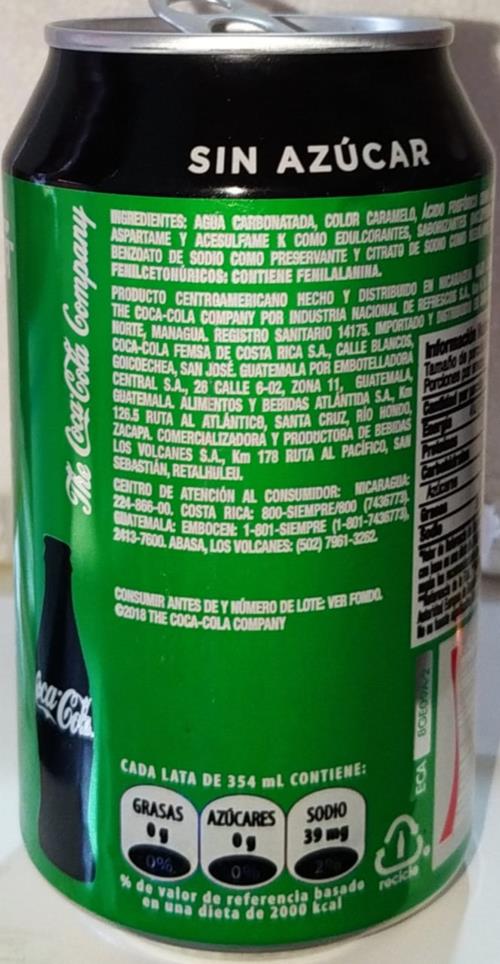 SIN AZÚCAR
The Coca-Cola Company
INGREDIENTES: AGUA CARBONATADA, COLOR CARAMELO, ÁCIDO
ASPARTAME Y ACESULFAME K COMO EDULCORANTES, SABORIZANTES
BENZOATO DE SODIO COMO PRESERVANTE Y CITRATO DE SODIO COMO
FENILCETONÚRICOS: CONTIENE FENILALANINA.
PRODUCTO CENTROAMERICANO HECHO Y DISTRIBUIDO EN NICARAGUA
THE COCA-COLA COMPANY POR INDUSTRIA NACIONAL DE REFRESCOS S.A.,
NORTE, MANAGUA. REGISTRO SANITARIO 14175. IMPORTADO Y
COCA-COLA FEMSA DE COSTA RICA S.A., CALLE BLANCOS,
GOICOECHEA, SAN JOSÉ. GUATEMALA POR EMBOTELLADORA
CENTRAL S.A., 26 CALLE 6-02, ZONA 11, GUATEMALA,
GUATEMALA. ALIMENTOS Y BEBIDAS ATLÁNTIDA S.A., Km
126.5 RUTA AL ATLÁNTICO, SANTA CRUZ, RÍO HONDO,
ZACAPA. COMERCIALIZADORA Y PRODUCTORA DE BEBIDAS
LOS VOLCANES S.A., Km 178 RUTA AL PACÍFICO, SAN
SEBASTIÁN, RETALHULEU.
CENTRO DE ATENCIÓN AL CONSUMIDOR: NICARAGUA:
224-866-00. COSTA RICA: 800-SIEMPRE/800 (7436773).
GUATEMALA: EMBOCEN: 1-801-SIEMPRE (1-801-7436773),
2413-7600. ABASA, LOS VOLCANES: (502) 7961-3262.
CONSUMIR ANTES DE Y NÚMERO DE LOTE: VER FONDO.
©2018 THE COCA-COLA COMPANY
Información
Tamaño de
Porciones por
Coca-Cola
CADA LATA DE 354 mL CONTIENE:
GRASAS AZÚCARES SODIO
0 g 0 g 39 mg
0% 0% 2%
% de valor de referencia basado
en una dieta de 2000 kcal
ECA
recicle